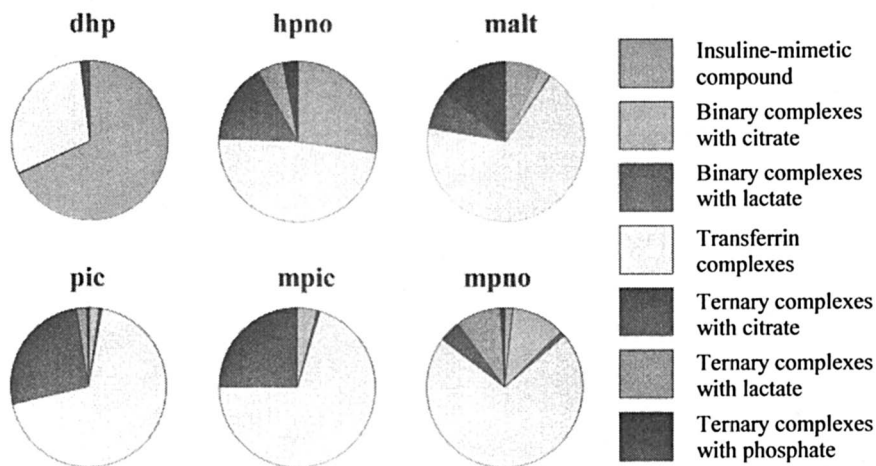 dhp
hpno
malt
pic
mpic
mpno
Insuline-mimetic
compound
Binary complexes
with citrate
Binary complexes
with lactate
Transferrin
complexes
Ternary complexes
with citrate
Ternary complexes
with lactate
Ternary complexes
with phosphate